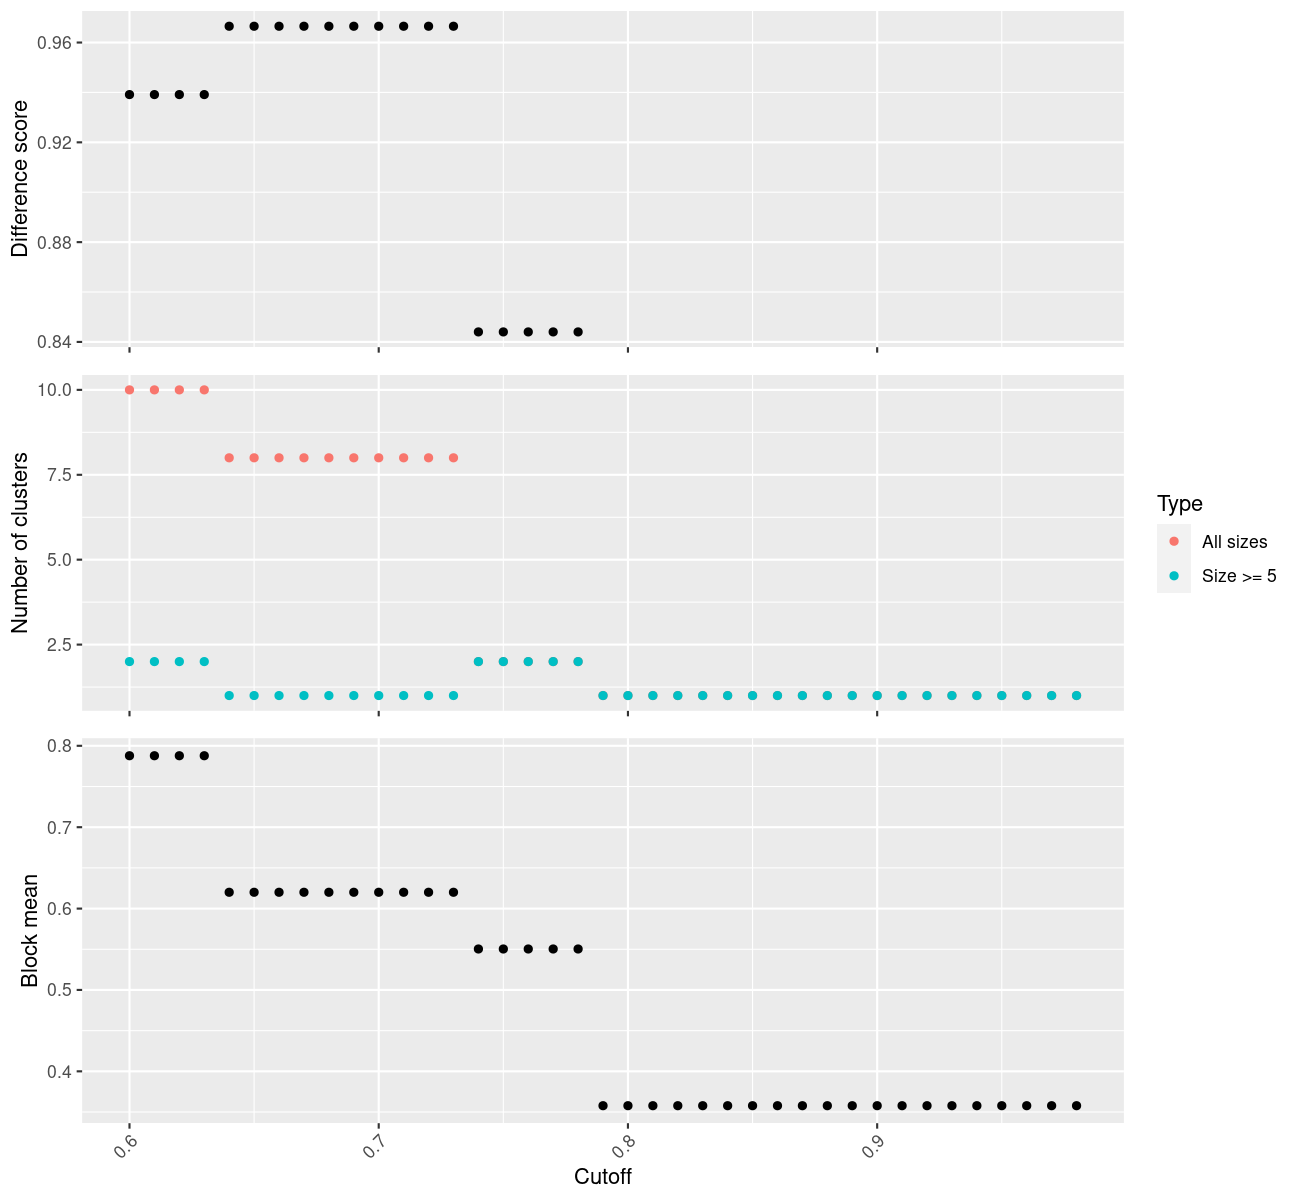 Difference score
0.96
0.92
0.88
0.84
Number of clusters
10.0
7.5
5.0
2.5
Type
All sizes
Size >= 5
Block mean
0.8
0.7
0.6
0.5
0.4
0.6 0.7 0.8 0.9
Cutoff